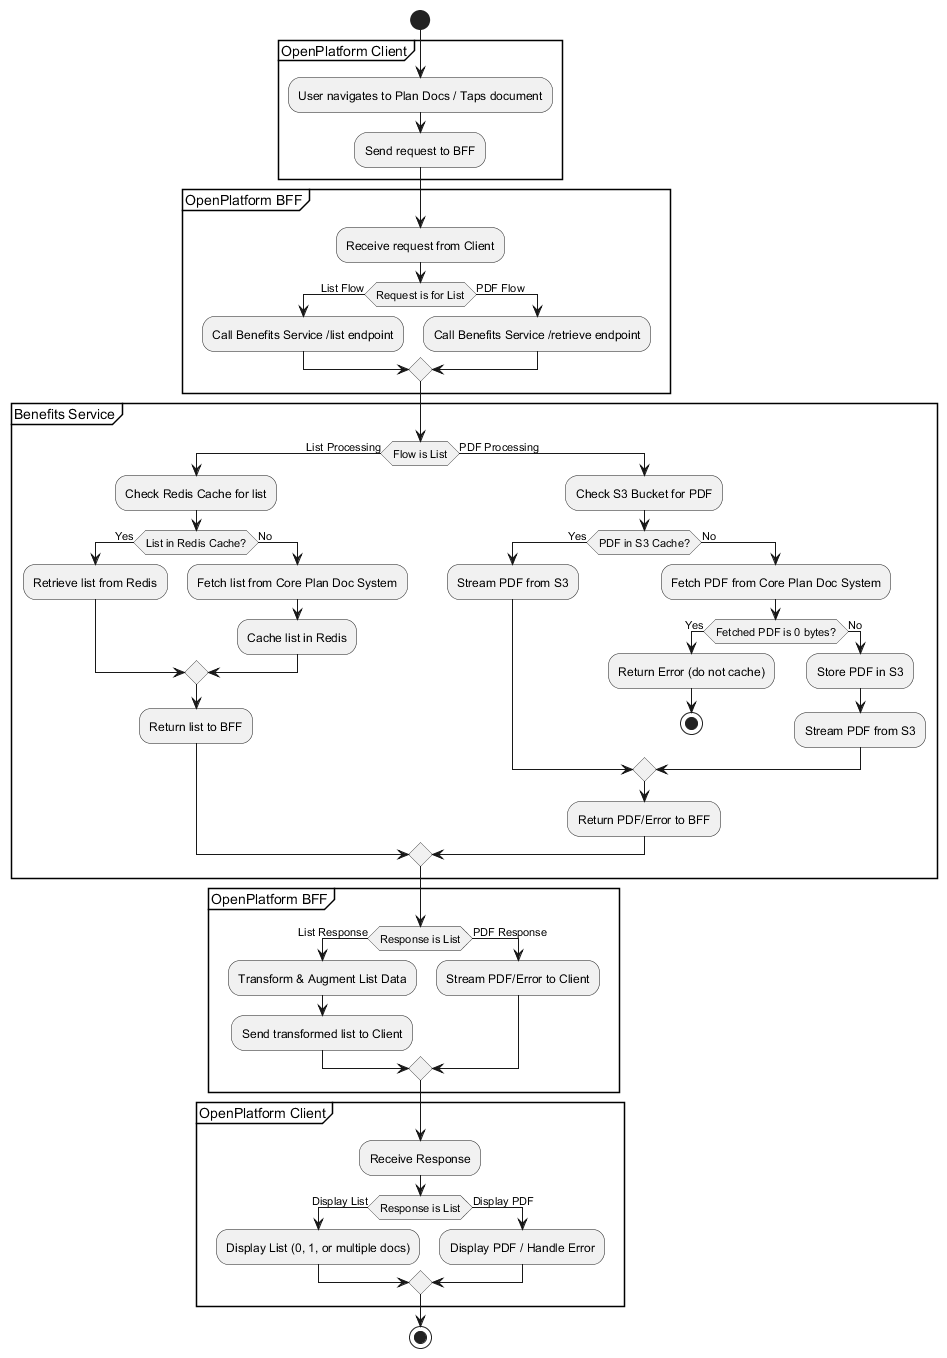 OpenPlatform Client
User navigates to Plan Docs / Taps document
Send request to BFF
OpenPlatform BFF
Receive request from Client
List Flow
Request is for List
PDF Flow
Call Benefits Service /list endpoint
Call Benefits Service /retrieve endpoint
Benefits Service
List Processing
Flow is List
PDF Processing
Check Redis Cache for list
Check S3 Bucket for PDF
Yes
List in Redis Cache?
No
Yes
PDF in S3 Cache?
No
Retrieve list from Redis
Fetch list from Core Plan Doc System
Stream PDF from S3
Fetch PDF from Core Plan Doc System
Cache list in Redis
Yes
Fetched PDF is 0 bytes?
No
Return Error (do not cache)
Store PDF in S3
Return list to BFF
Stream PDF from S3
Return PDF/Error to BFF
OpenPlatform BFF
List Response
Response is List
PDF Response
Transform & Augment List Data
Stream PDF/Error to Client
Send transformed list to Client
OpenPlatform Client
Receive Response
Display List
Response is List
Display PDF
Display List (0, 1, or multiple docs)
Display PDF / Handle Error